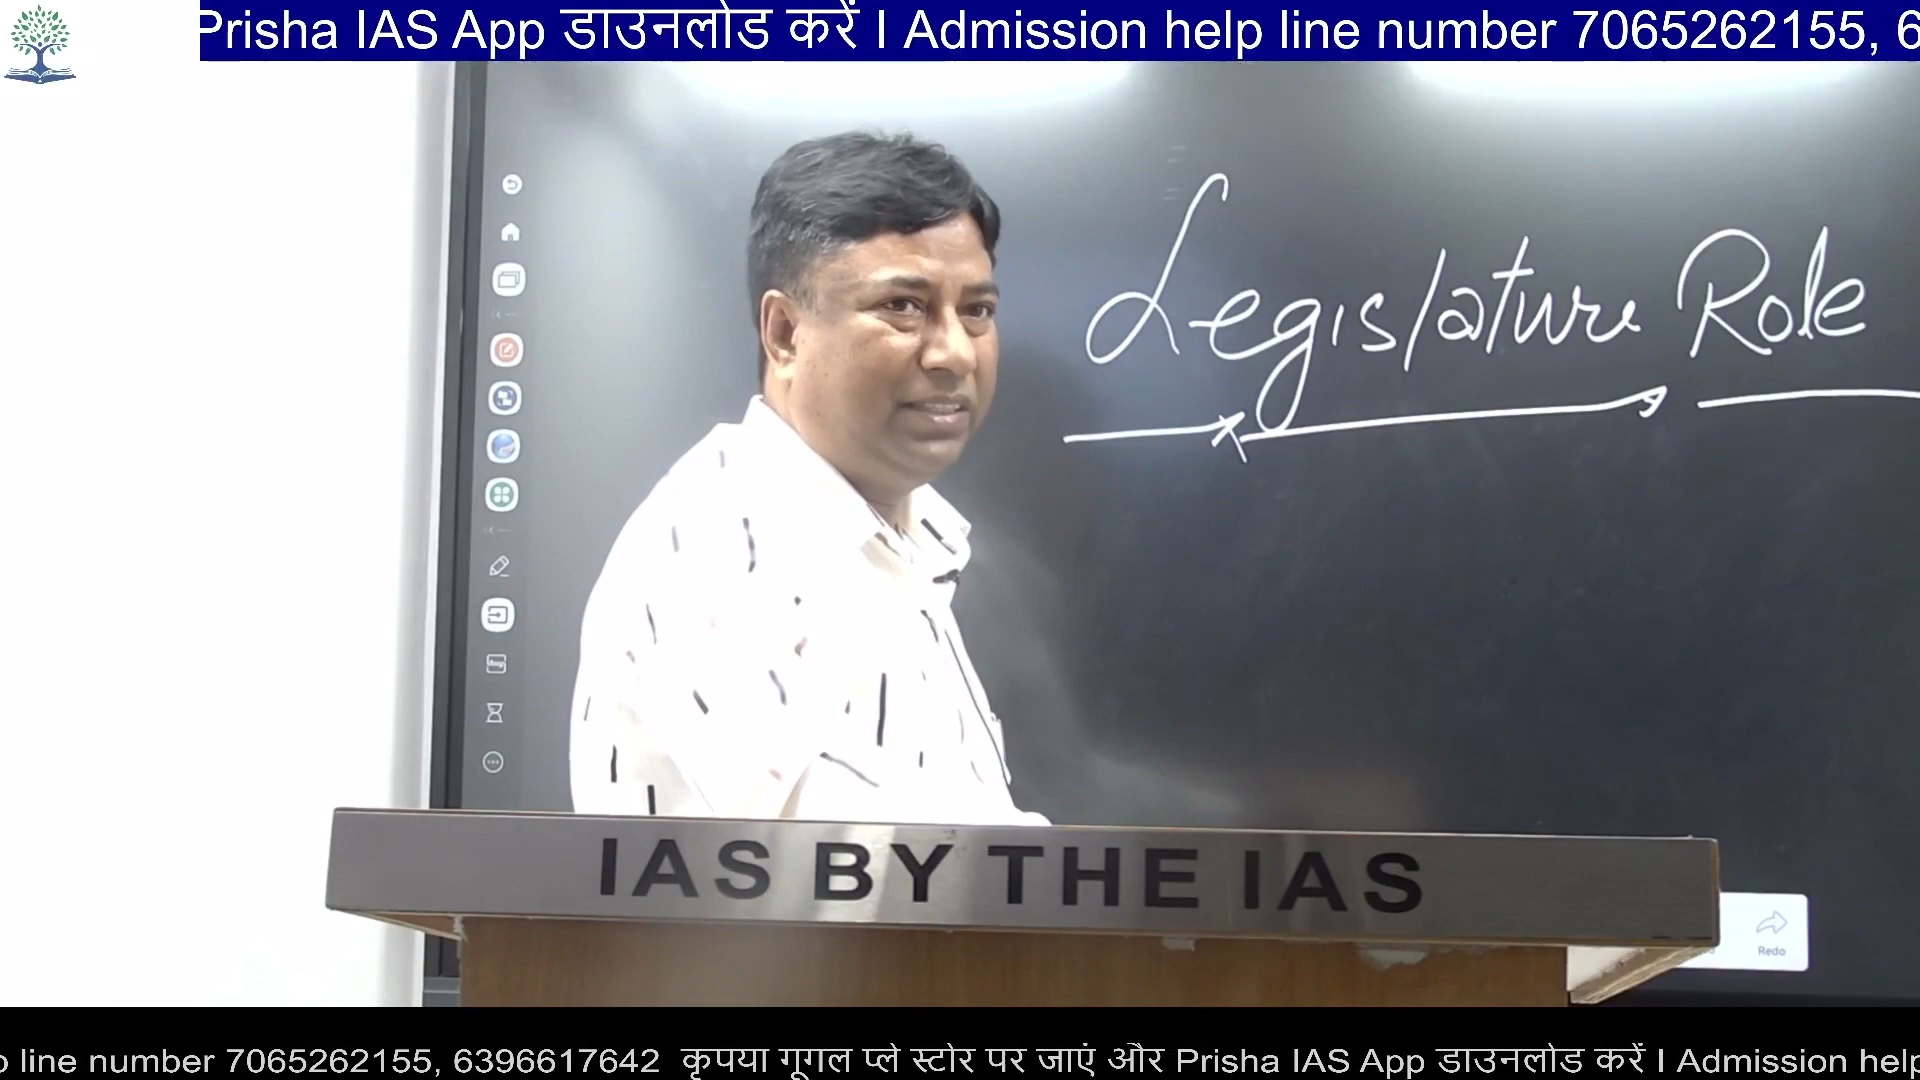 Prisha IAS App डाउनलोड करें I Admission help line number 7065262155, 6
Legislature Role
IAS BY THE IAS
Redo
line number 7065262155, 6396617642 कृपया गूगल प्ले स्टोर पर जाएं और Prisha IAS App डाउनलोड करें I Admission help